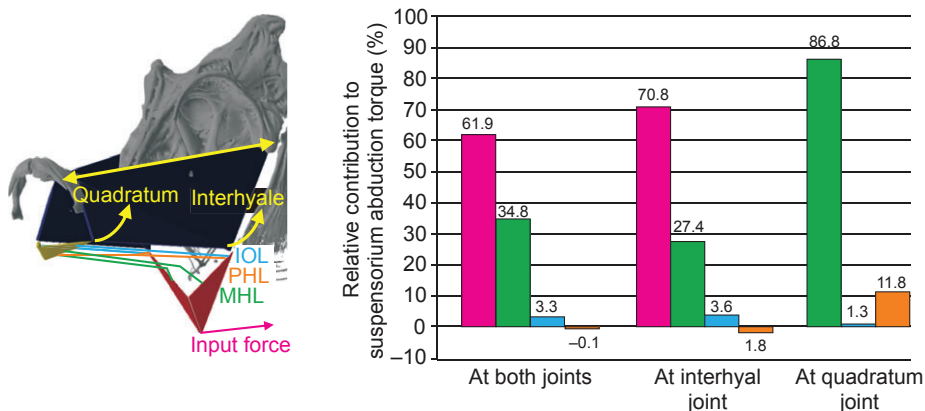 Quadratum
Interhyale
IOL
PHL
MHL
Input force
Relative contribution to
suspensorium abduction torque (%)
100
90
80
70
60
50
40
30
20
10
0
–10
61.9
34.8
3.3
–0.1
70.8
27.4
3.6
1.8
86.8
1.3
11.8
At both joints
At interhyal
joint
At quadratum
joint